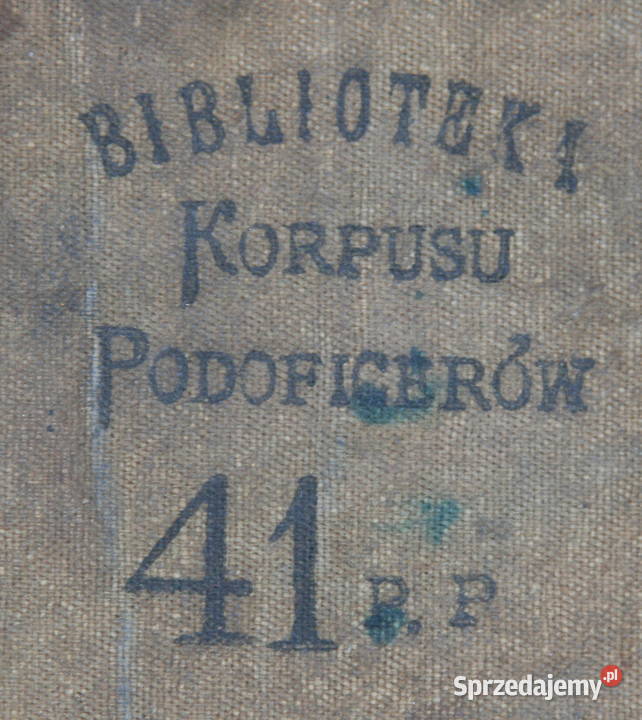 BIBLIOTEKI
KORPUSU
PODOFICERÓW
41 P. P
Sprzedajemy.pl